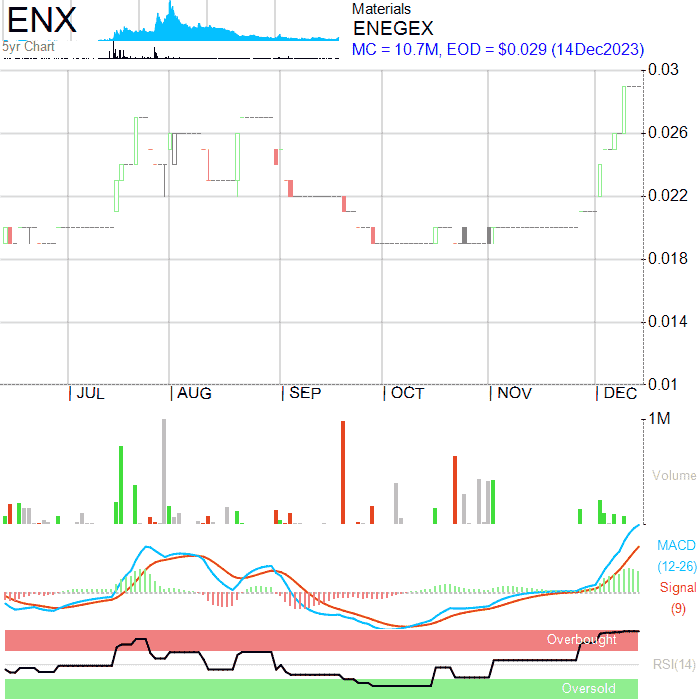 ENX
5yr Chart
Materials
ENEGEX
MC = 10.7M, EOD = $0.029 (14Dec2023)
0.03
0.026
0.022
0.018
0.014
0.01
JUL
AUG
SEP
OCT
NOV
DEC
1M
Volume
MACD
(12-26)
Signal
(9)
Overbought
RSI(14)
Oversold